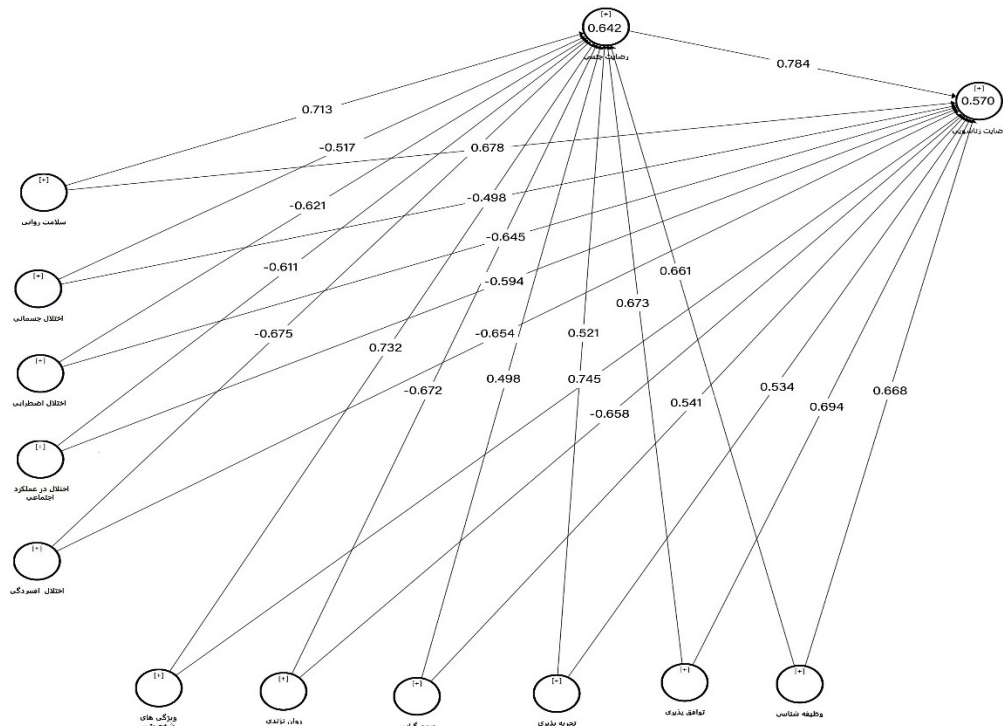 [+]
0.642
رضایت جنسی
0.784
[+]
0.570
رضایت زناشویی
0.713
-0.517
0.678
[+]
سلامت روانی
-0.498
-0.621
-0.645
-0.611
-0.594
[+]
اختلال جسمانی
0.661
0.673
-0.675
-0.654
0.521
0.732
[+]
اختلال اضطرابی
0.498
0.745
-0.672
0.534
-0.658
0.541
0.694
0.668
[+]
اختلال در عملکرد
اجتماعی
[+]
اختلال افسردگی
[+]
ویژگی های
[+]
روان نژندی
[+]
[+]
تجربه پذیری
[+]
توافق پذیری
[+]
وظیفه شناسی